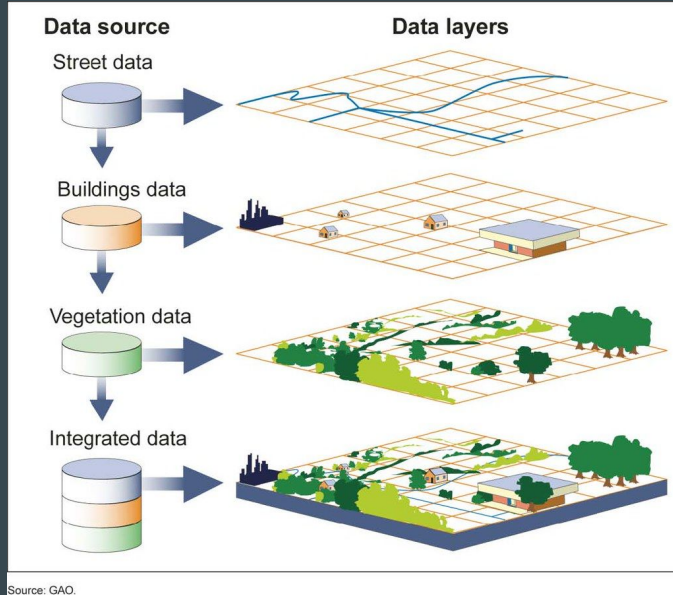 Data source
Data layers
Street data
Buildings data
Vegetation data
Integrated data
Source: GAO.